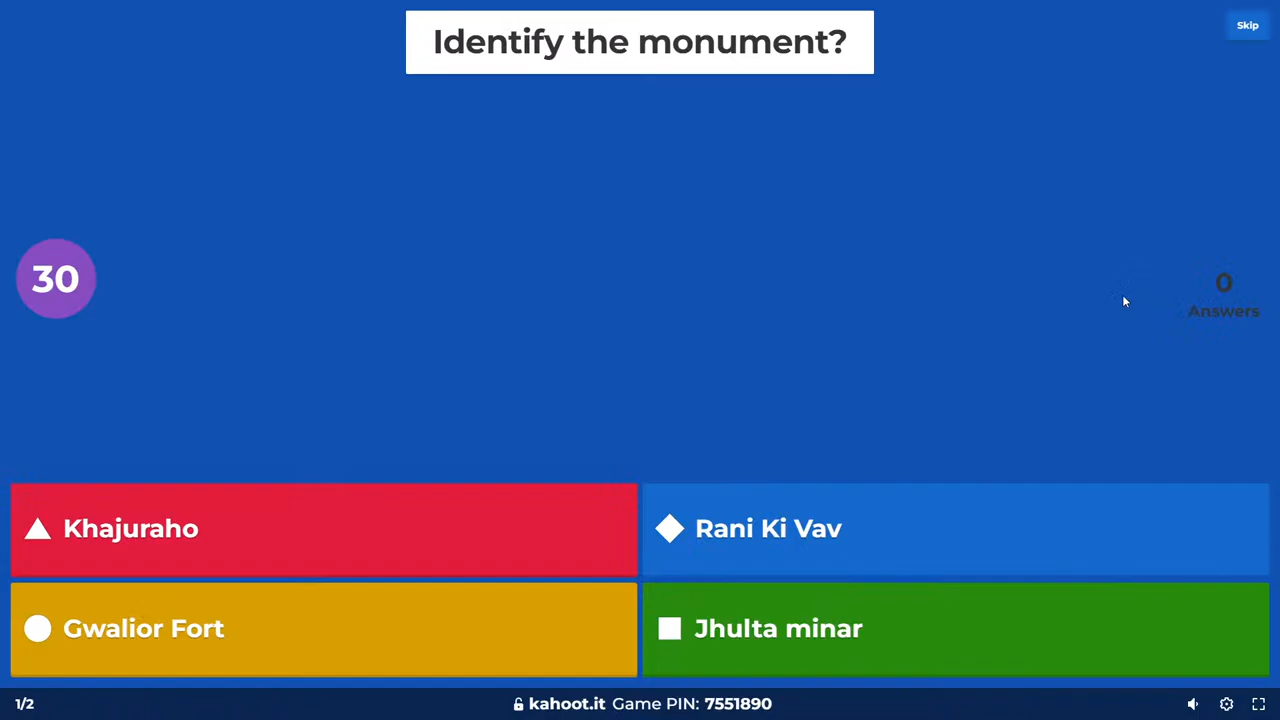 Identify the monument?
Skip
30
0
Answers
Khajuraho
Rani Ki Vav
Gwalior Fort
Jhulta minar
1/2
kahoot.it Game PIN: 7551890